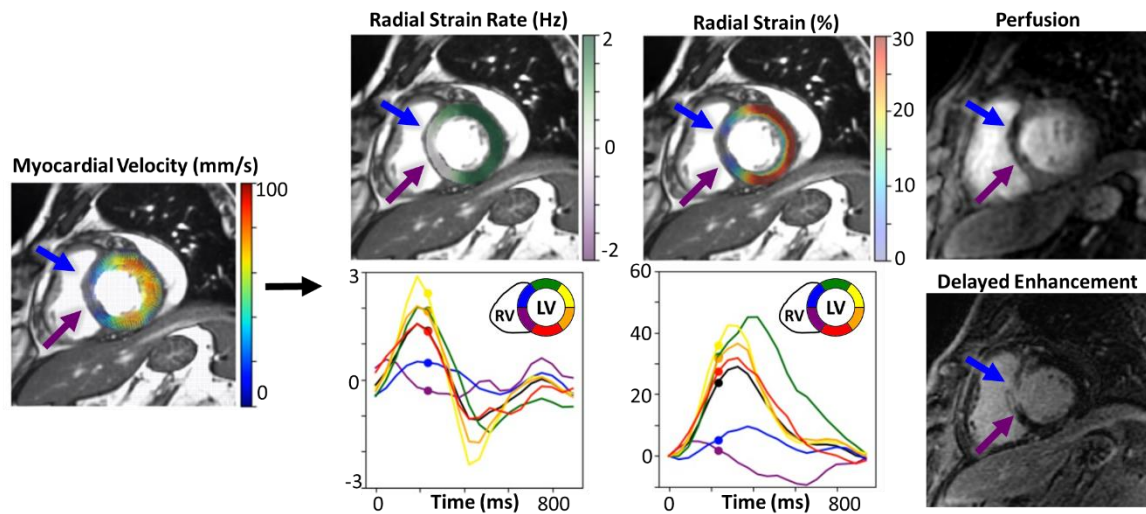 Radial Strain Rate (Hz)
Radial Strain (%)
Perfusion
2
0
-2
30
20
10
0
Myocardial Velocity (mm/s)
100
0
3
0
-3
RV
LV
0
Time (ms)
800
60
40
20
0
RV
LV
0
Time (ms)
800
Delayed Enhancement